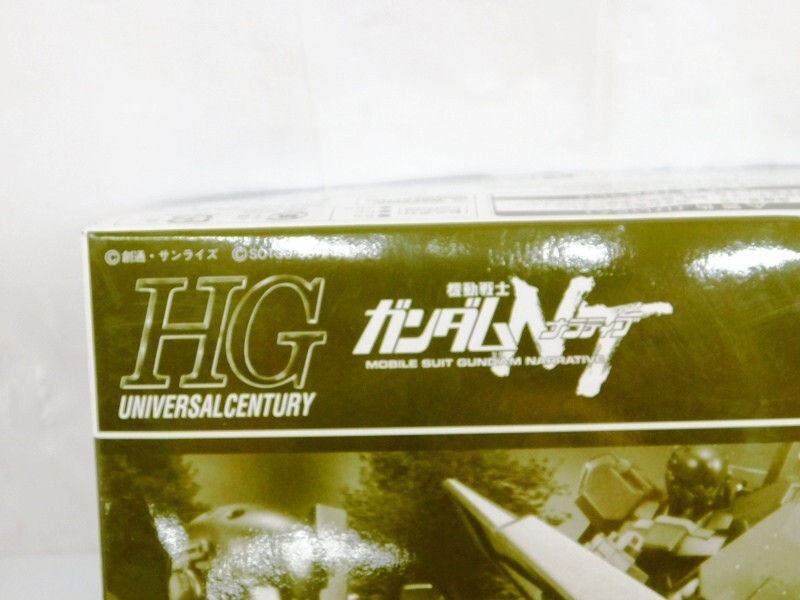 ©創造・サンライズ
HG
UNIVERSALCENTURY
機動戦士
ガンダムNT
ナラティブ
MOBILE SUIT GUNDAM NARRATIVE